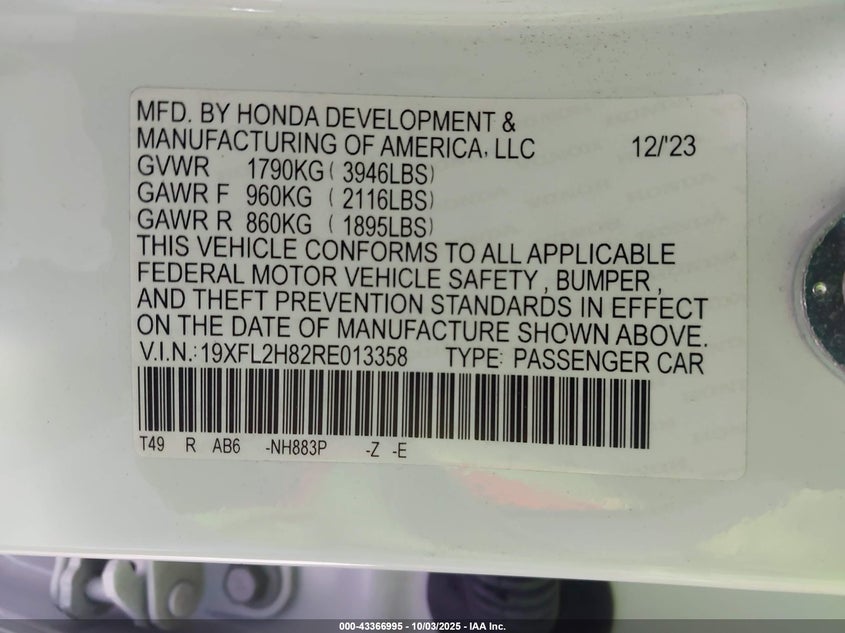 MFD. BY HONDA DEVELOPMENT &
MANUFACTURING OF AMERICA, LLC 12/'23
GVWR 1790KG ( 3946LBS)
GAWR F 960KG ( 2116LBS)
GAWR R 860KG ( 1895LBS)
THIS VEHICLE CONFORMS TO ALL APPLICABLE
FEDERAL MOTOR VEHICLE SAFETY , BUMPER ,
AND THEFT PREVENTION STANDARDS IN EFFECT
ON THE DATE OF MANUFACTURE SHOWN ABOVE.
V.I.N.:19XFL2H82RE013358 TYPE: PASSENGER CAR
T49 R AB6 -NH883P -Z -E
000-43366995 - 10/03/2025 - IAA Inc.